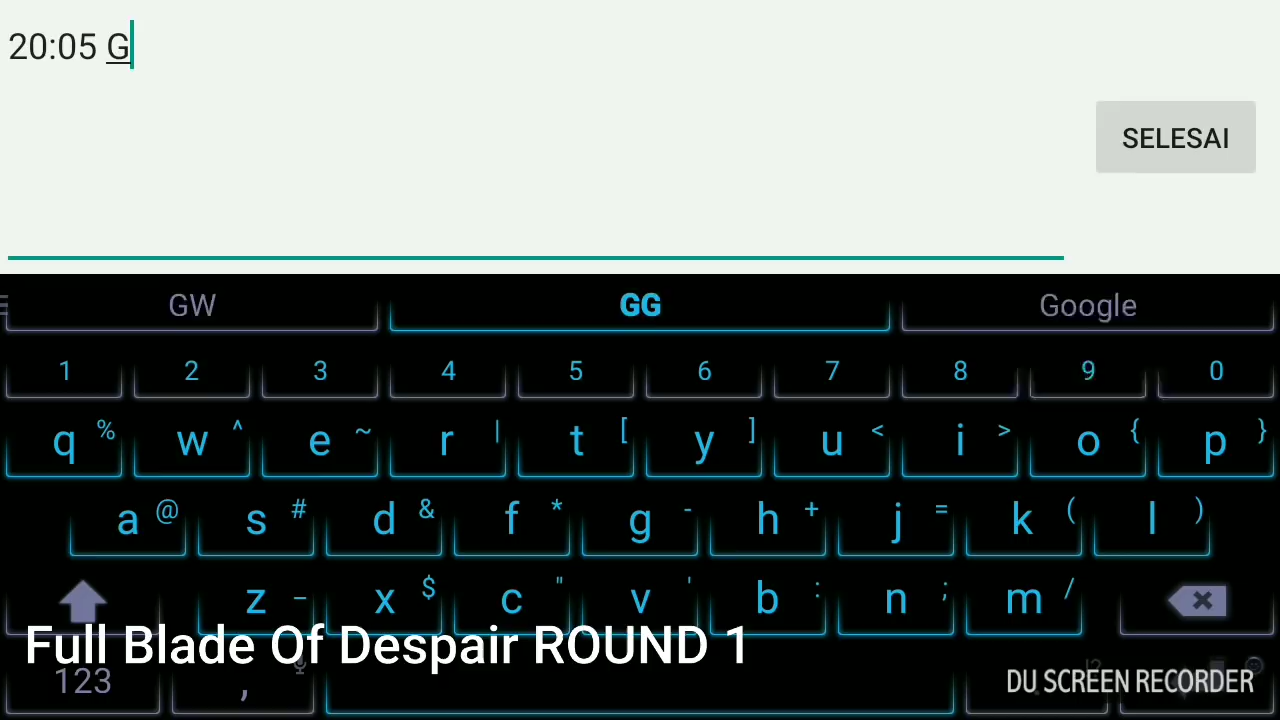 20:05 G
SELESAI
GW GG Google
1 2 3 4 5 6 7 8 9 0
q % w ^ e ~ r | t [ y ] u < i > o { p }
a @ s # d & f * g - h + j = k ( l )
z _ x $ c " v ' b : n ; m /
Full Blade Of Despair ROUND 1
123 , !?
DU SCREEN RECORDER